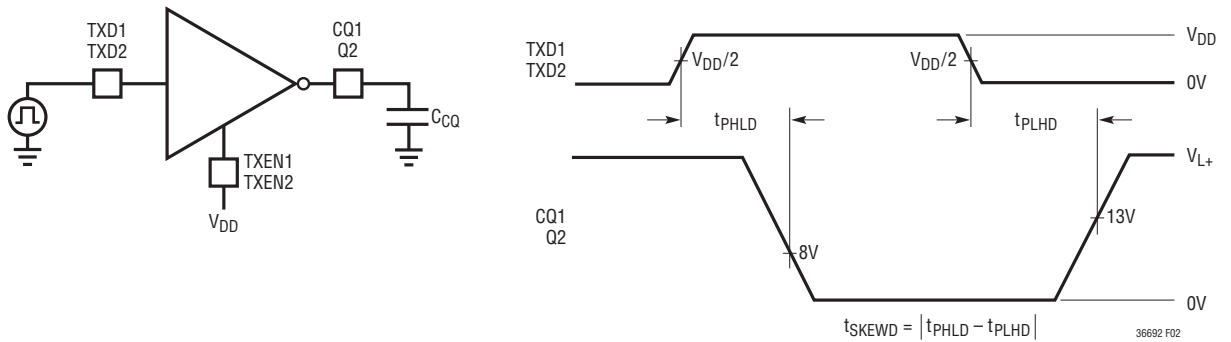 TXD1
TXD2
CQ1
Q2
C_CQ
TXEN1
TXEN2
V_DD
TXD1
TXD2
V_DD/2
V_DD/2
V_DD
0V
t_PHLD
t_PLHD
CQ1
Q2
V_L+
13V
8V
0V
t_SKEWD = |t_PHLD – t_PLHD|
36692 F02